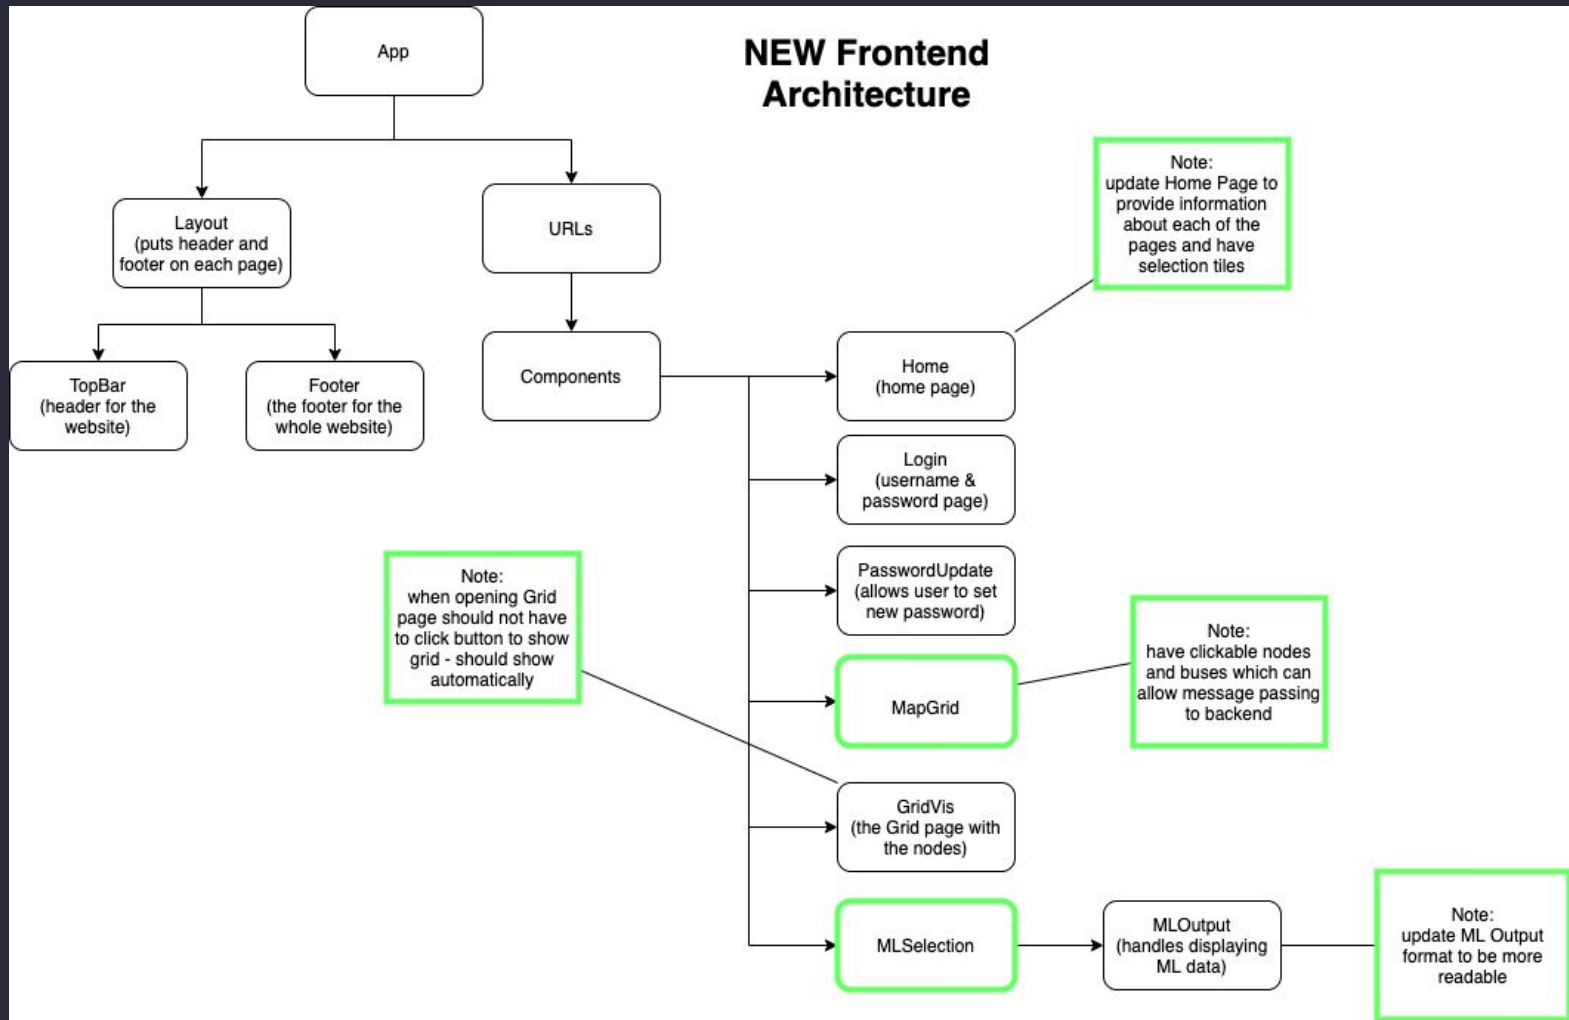 App
NEW Frontend
Architecture
Note:
update Home Page to
provide information
about each of the
pages and have
selection tiles
Layout
(puts header and
footer on each page)
URLs
TopBar
(header for the
website)
Footer
(the footer for the
whole website)
Components
Home
(home page)
Login
(username &
password page)
Note:
when opening Grid
page should not have
to click button to show
grid - should show
automatically
PasswordUpdate
(allows user to set
new password)
Note:
have clickable nodes
and buses which can
allow message passing
to backend
MapGrid
GridVis
(the Grid page with
the nodes)
MLSelection
MLOutput
(handles displaying
ML data)
Note:
update ML Output
format to be more
readable